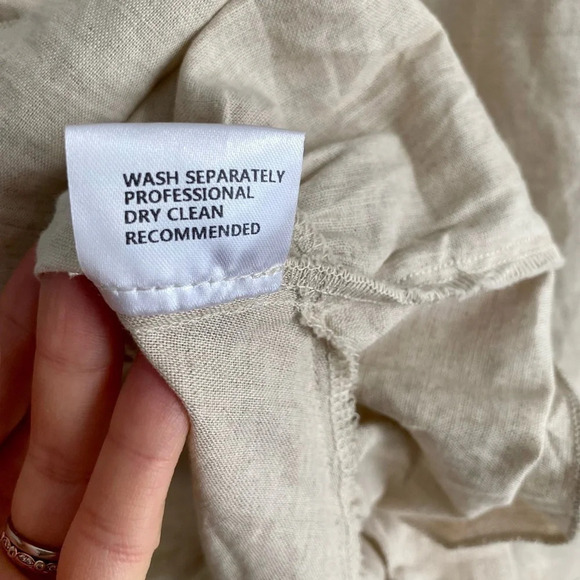 WASH SEPARATELY
PROFESSIONAL
DRY CLEAN
RECOMMENDED